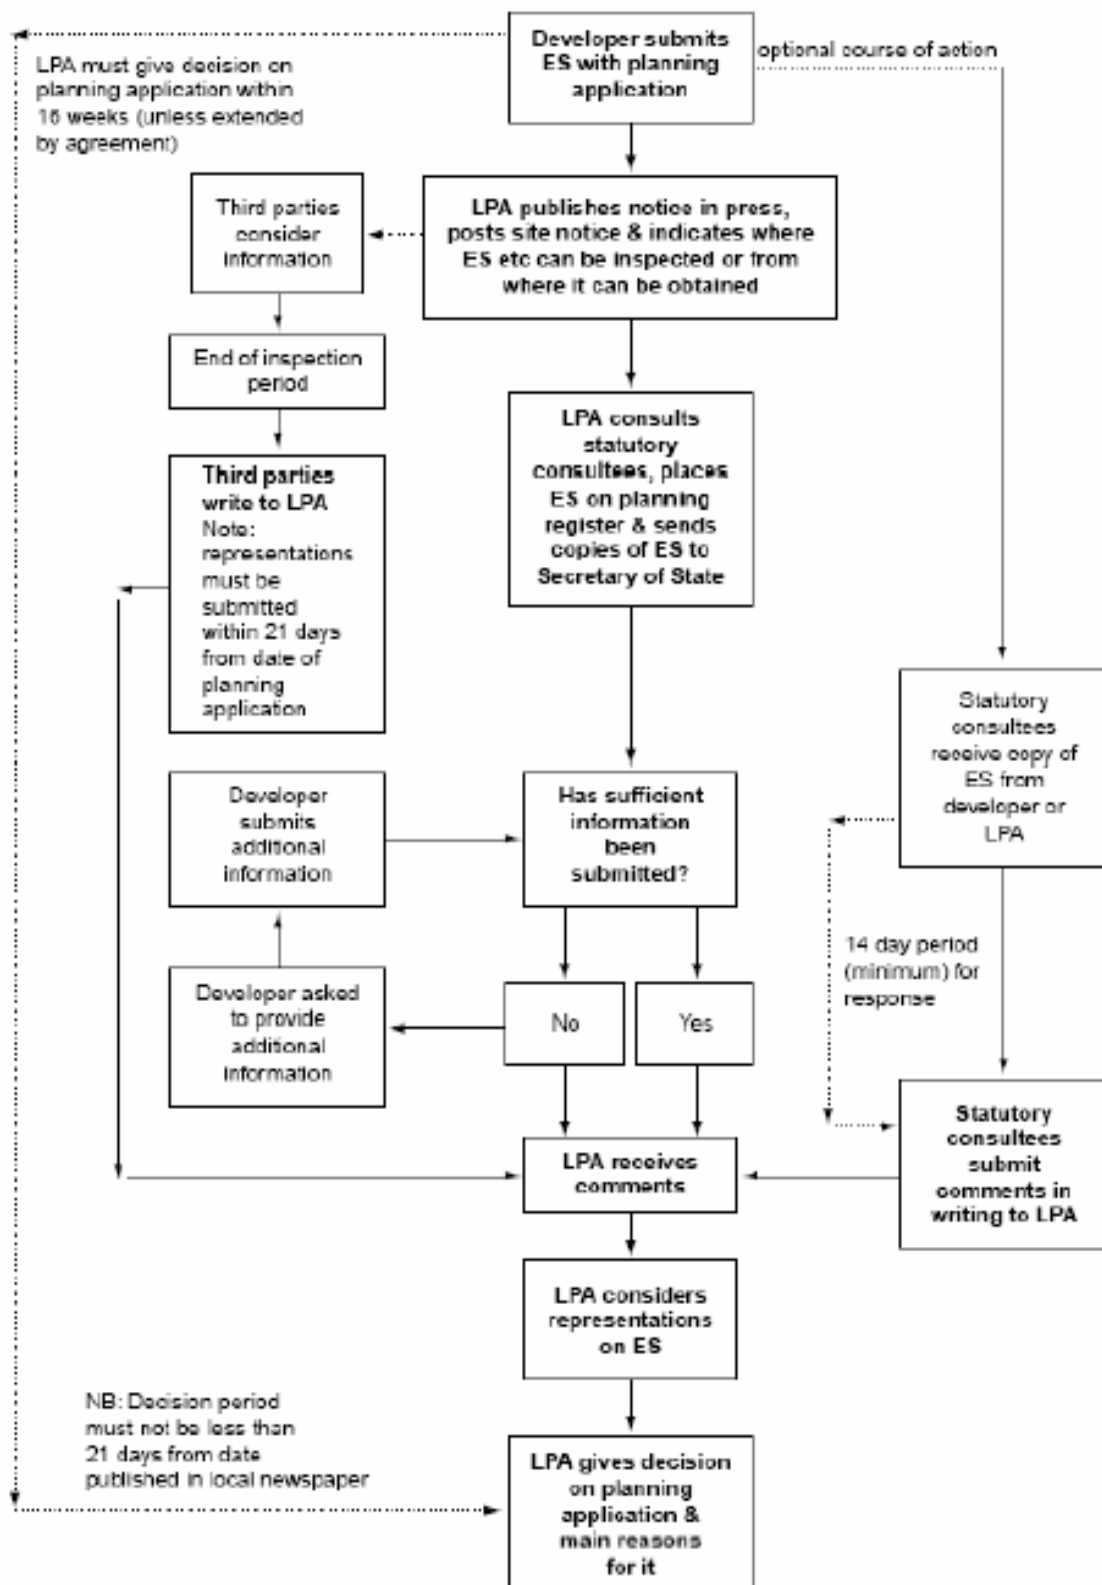 Developer submits
ES with planning
application
optional course of action
LPA must give decision on
planning application within
16 weeks (unless extended
by agreement)
Third parties
consider
information
LPA publishes notice in press,
posts site notice & indicates where
ES etc can be inspected or from
where it can be obtained
End of inspection
period
LPA consults
statutory
consultees, places
ES on planning
register & sends
copies of ES to
Secretary of State
Third parties
write to LPA
Note:
representations
must be
submitted
within 21 days
from date of
planning
application
Statutory
consultees
receive copy of
ES from
developer or
LPA
Developer
submits
additional
information
Has sufficient
information
been
submitted?
14 day period
(minimum) for
response
Developer asked
to provide
additional
information
No
Yes
Statutory
consultees
submit
comments in
writing to LPA
LPA receives
comments
LPA considers
representations
on ES
NB: Decision period
must not be less than
21 days from date
published in local newspaper
LPA gives decision
on planning
application &
main reasons
for it